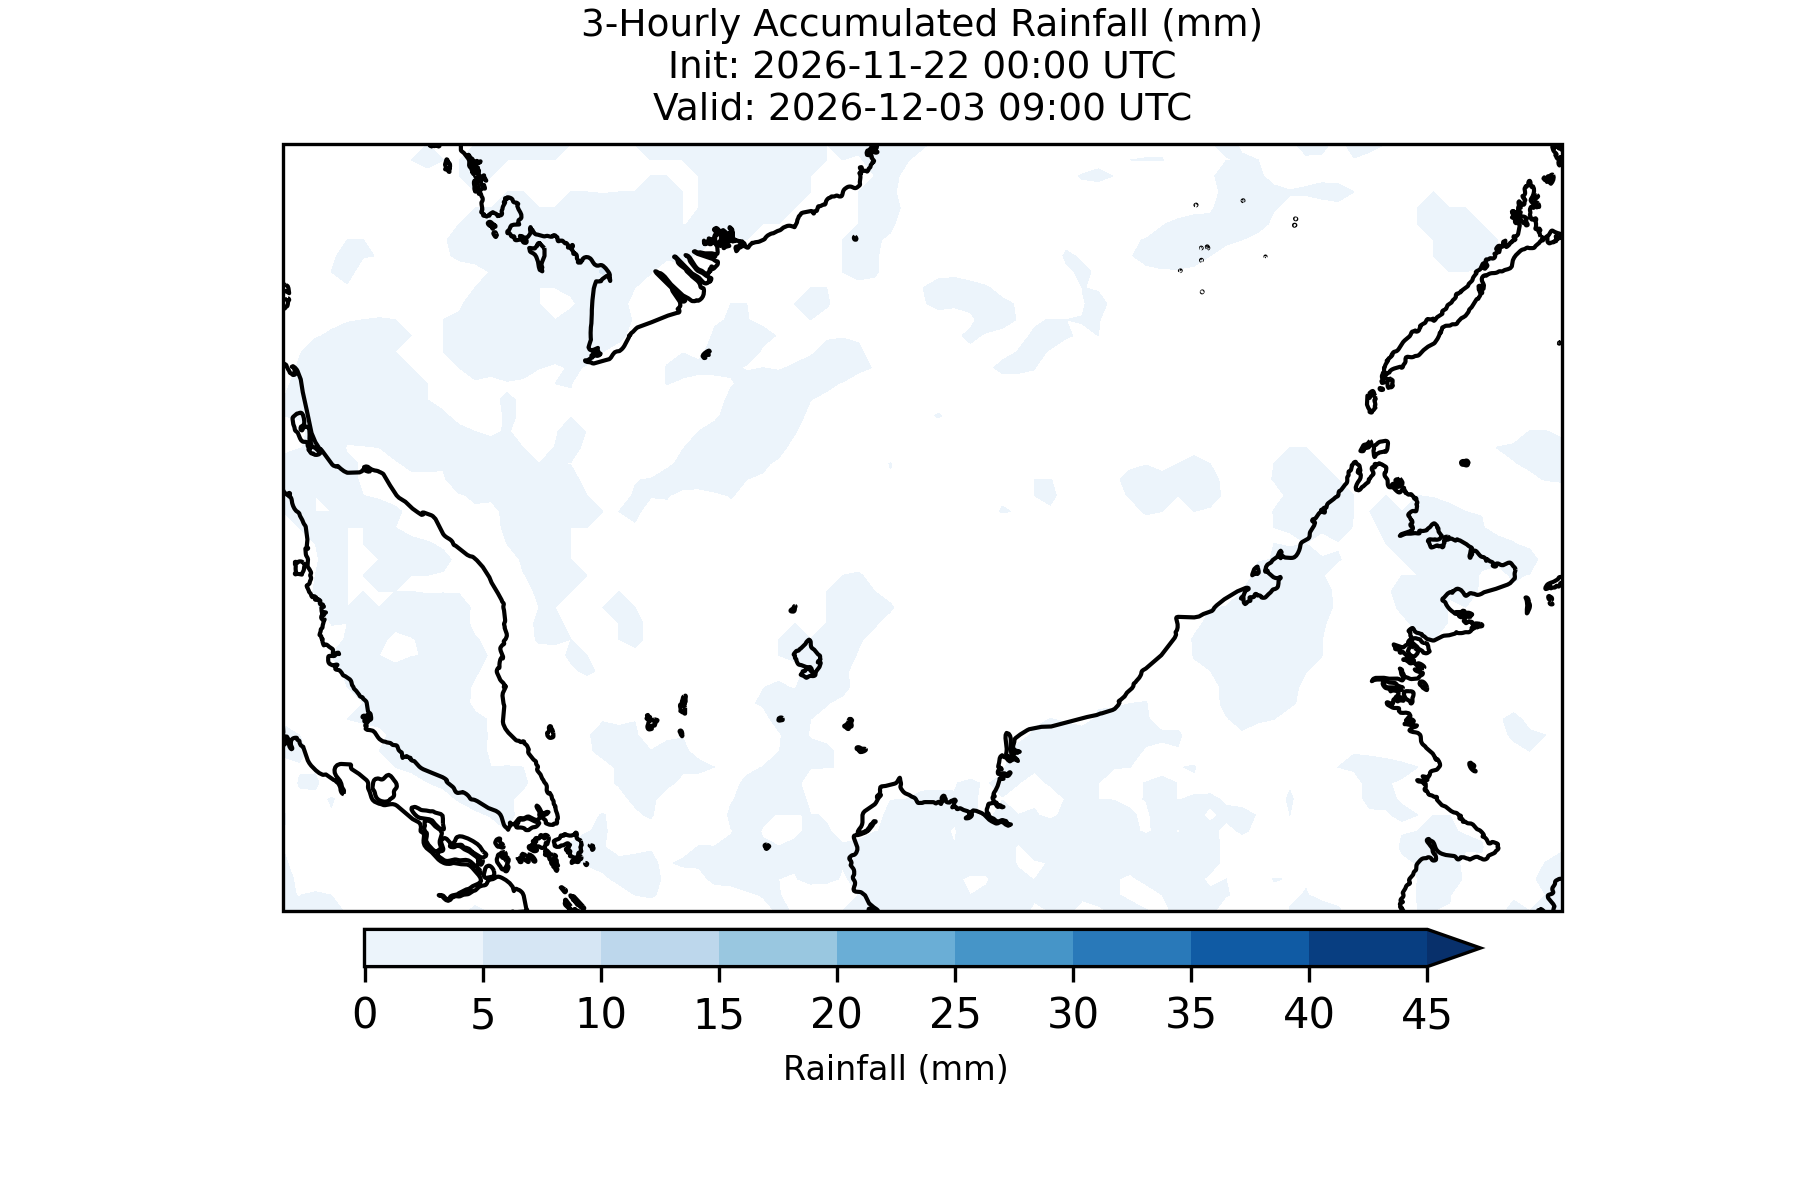 3-Hourly Accumulated Rainfall (mm)
Init: 2026-11-22 00:00 UTC
Valid: 2026-12-03 09:00 UTC
0 5 10 15 20 25 30 35 40 45
Rainfall (mm)